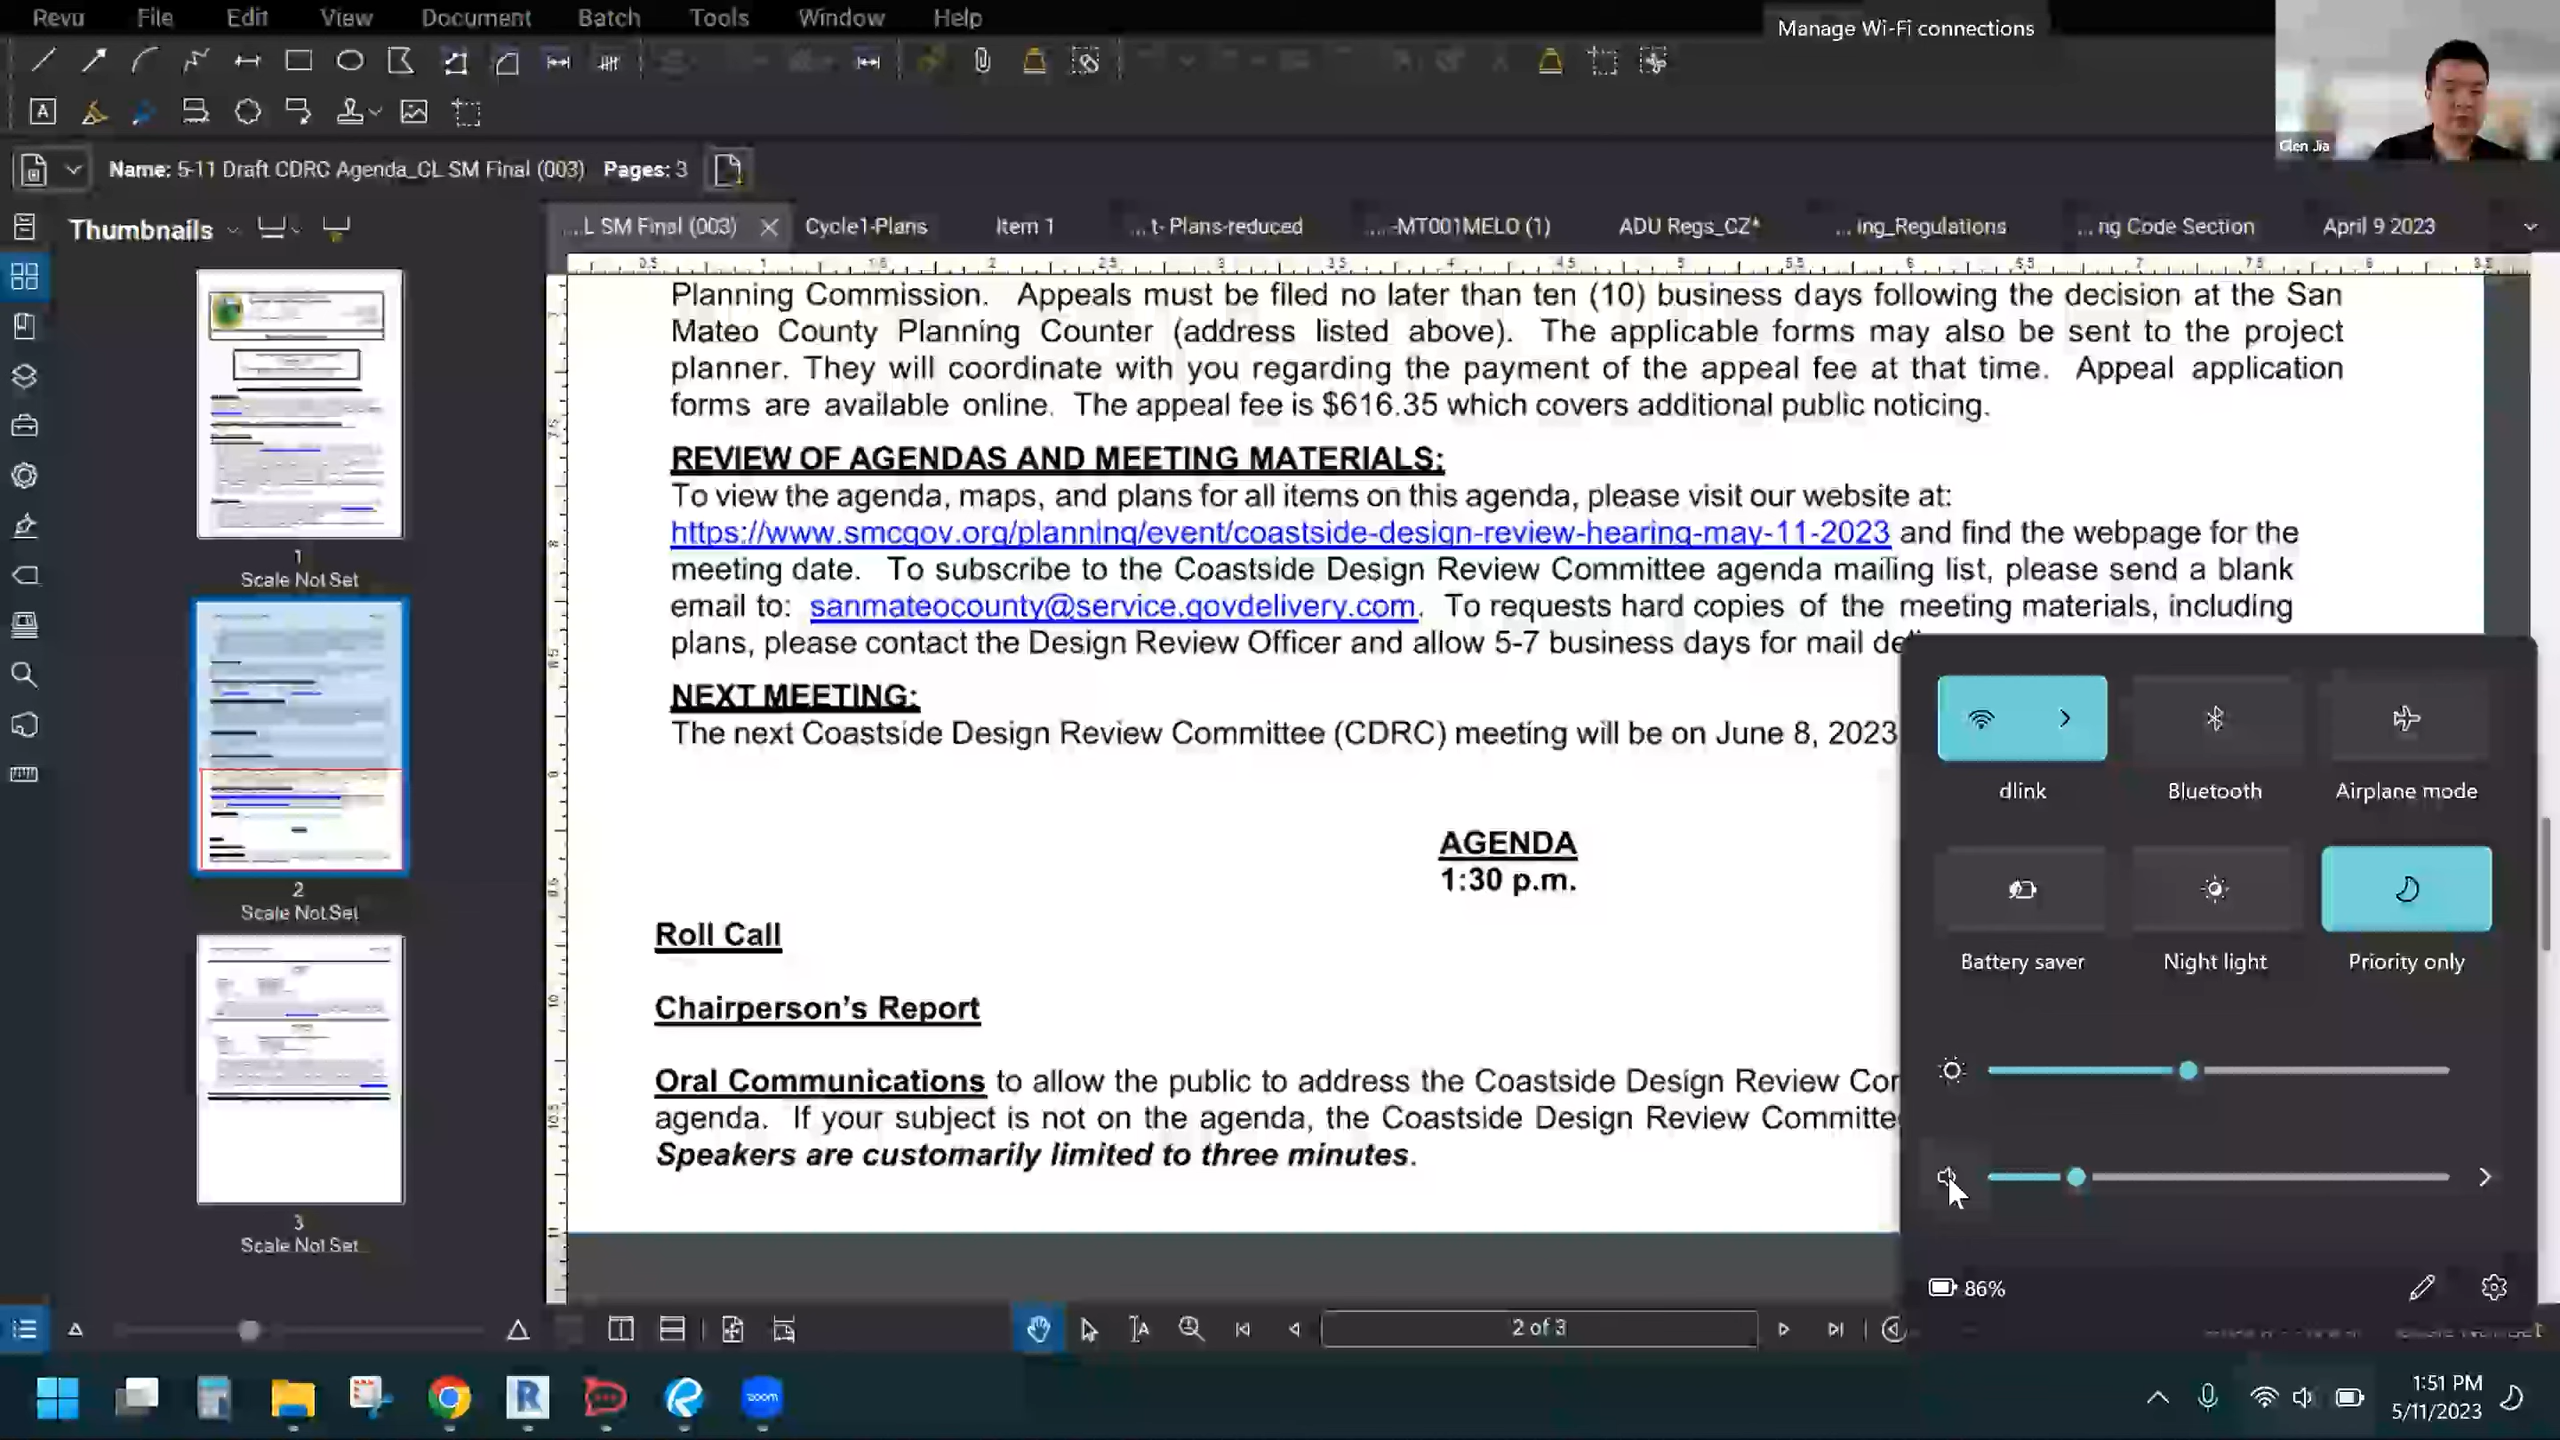 Revu File Edit View Document Batch Tools Window Help
Manage Wi-Fi connections
Glen Jia
Name: 5-11 Draft CDRC Agenda_CL SM Final (003) Pages: 3
Thumbnails
...L SM Final (003) Cycle1-Plans Item 1 ...t- Plans-reduced ...-MT001MELO (1) ADU Regs_CZ* ...ing_Regulations ...ng Code Section April 9 2023
Planning Commission. Appeals must be filed no later than ten (10) business days following the decision at the San
Mateo County Planning Counter (address listed above). The applicable forms may also be sent to the project
planner. They will coordinate with you regarding the payment of the appeal fee at that time. Appeal application
forms are available online. The appeal fee is $616.35 which covers additional public noticing.
REVIEW OF AGENDAS AND MEETING MATERIALS:
To view the agenda, maps, and plans for all items on this agenda, please visit our website at:
https://www.smcgov.org/planning/event/coastside-design-review-hearing-may-11-2023 and find the webpage for the
meeting date. To subscribe to the Coastside Design Review Committee agenda mailing list, please send a blank
email to: sanmateocounty@service.govdelivery.com. To requests hard copies of the meeting materials, including
plans, please contact the Design Review Officer and allow 5-7 business days for mail de
NEXT MEETING:
The next Coastside Design Review Committee (CDRC) meeting will be on June 8, 2023
AGENDA
1:30 p.m.
Roll Call
Chairperson's Report
Oral Communications to allow the public to address the Coastside Design Review Co
agenda. If your subject is not on the agenda, the Coastside Design Review Committe
Speakers are customarily limited to three minutes.
1
Scale Not Set
2
Scale Not Set
3
Scale Not Set
dlink Bluetooth Airplane mode
Battery saver Night light Priority only
86%
2 of 3
zoom
1:51 PM
5/11/2023